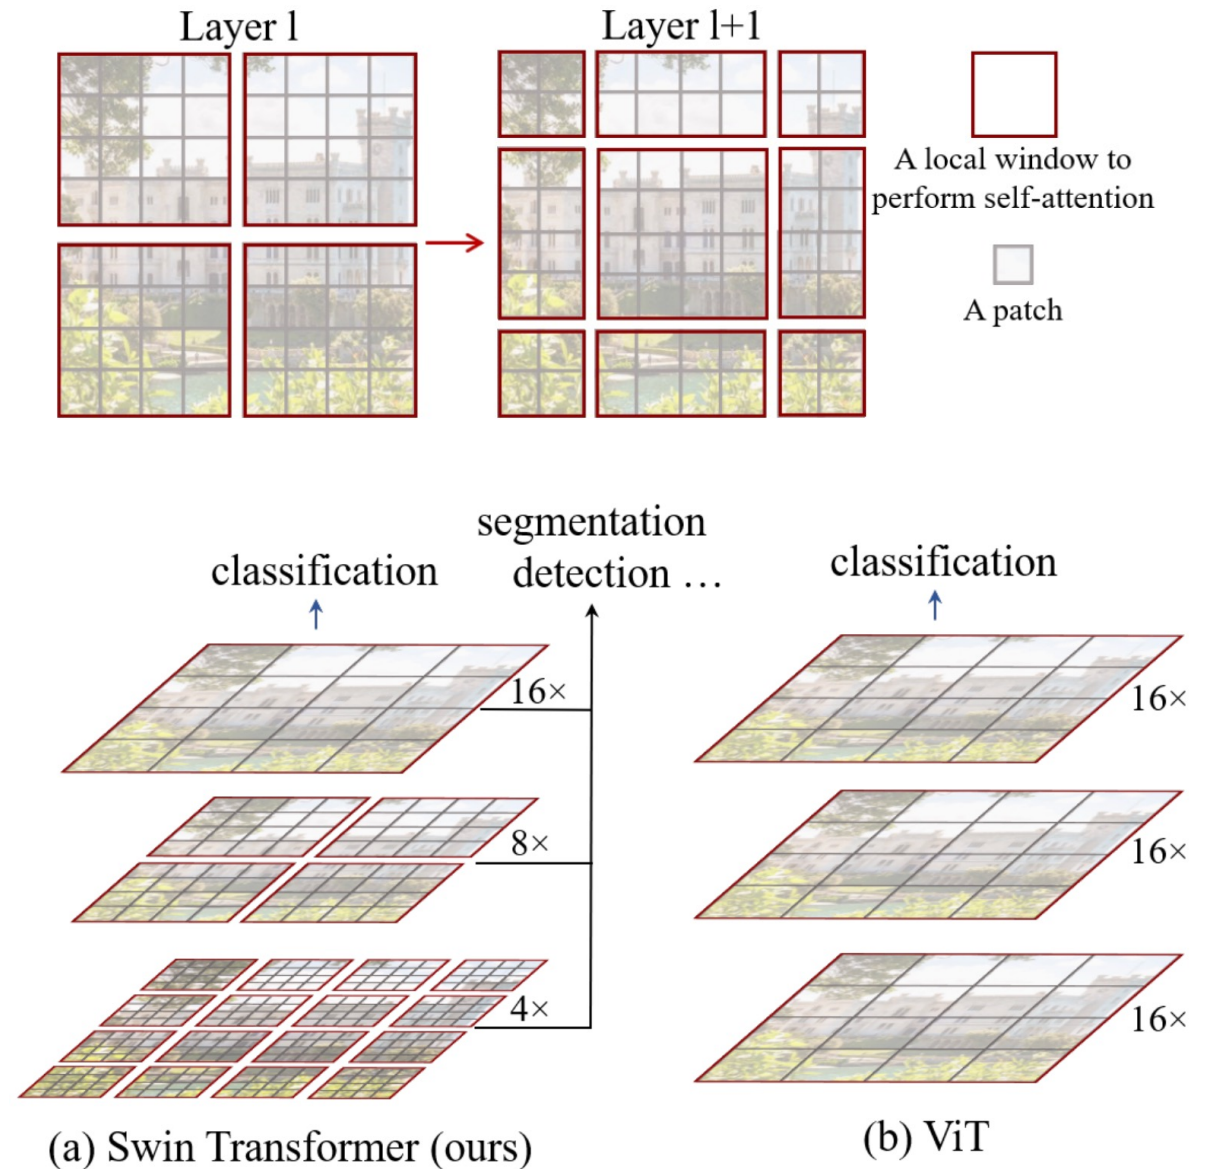 Layer l
Layer l+1
A local window to
perform self-attention
A patch
segmentation
detection …
classification
classification
16×
8×
4×
16×
16×
16×
(a) Swin Transformer (ours)
(b) ViT